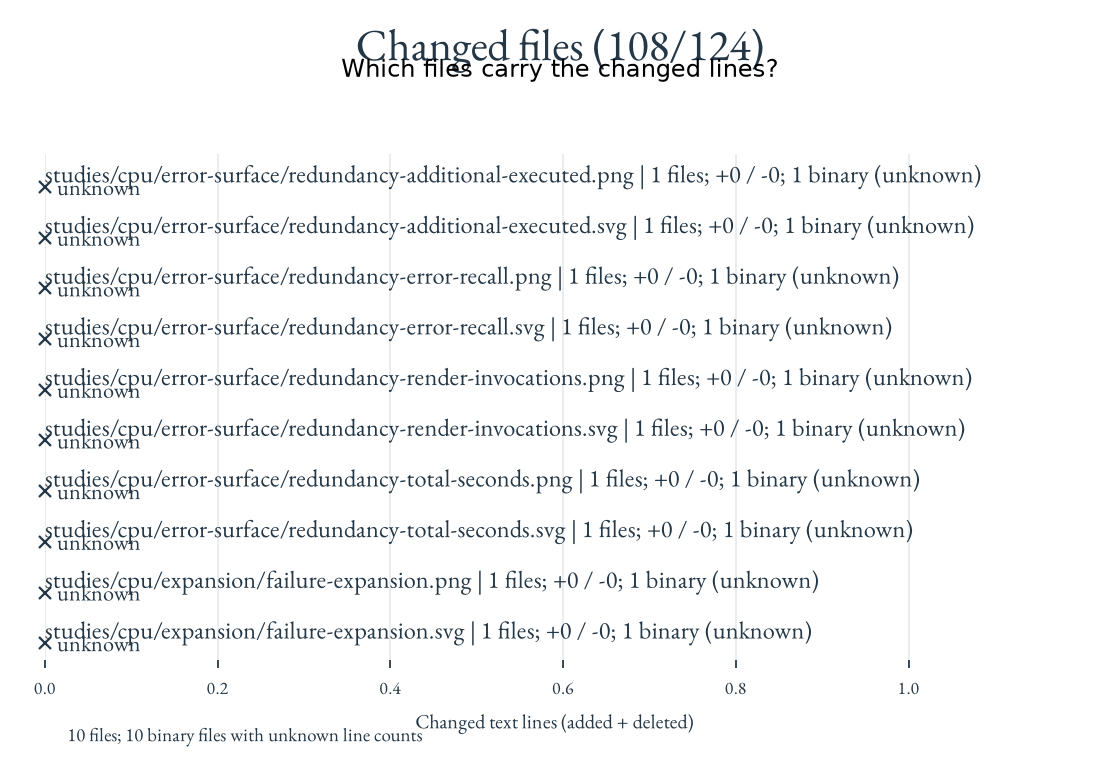 Changed files (108/124)
Which files carry the changed lines?
studies/cpu/error-surface/redundancy-additional-executed.png | 1 files; +0 / -0; 1 binary (unknown)
unknown
studies/cpu/error-surface/redundancy-additional-executed.svg | 1 files; +0 / -0; 1 binary (unknown)
unknown
studies/cpu/error-surface/redundancy-error-recall.png | 1 files; +0 / -0; 1 binary (unknown)
unknown
studies/cpu/error-surface/redundancy-error-recall.svg | 1 files; +0 / -0; 1 binary (unknown)
unknown
studies/cpu/error-surface/redundancy-render-invocations.png | 1 files; +0 / -0; 1 binary (unknown)
unknown
studies/cpu/error-surface/redundancy-render-invocations.svg | 1 files; +0 / -0; 1 binary (unknown)
unknown
studies/cpu/error-surface/redundancy-total-seconds.png | 1 files; +0 / -0; 1 binary (unknown)
unknown
studies/cpu/error-surface/redundancy-total-seconds.svg | 1 files; +0 / -0; 1 binary (unknown)
unknown
studies/cpu/expansion/failure-expansion.png | 1 files; +0 / -0; 1 binary (unknown)
unknown
studies/cpu/expansion/failure-expansion.svg | 1 files; +0 / -0; 1 binary (unknown)
unknown
0.0 0.2 0.4 0.6 0.8 1.0
Changed text lines (added + deleted)
10 files; 10 binary files with unknown line counts